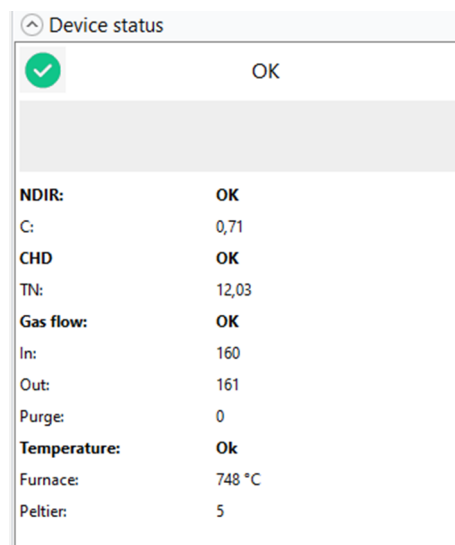 Device status
OK
NDIR: OK
C: 0,71
CHD OK
TN: 12,03
Gas flow: OK
In: 160
Out: 161
Purge: 0
Temperature: Ok
Furnace: 748 °C
Peltier: 5